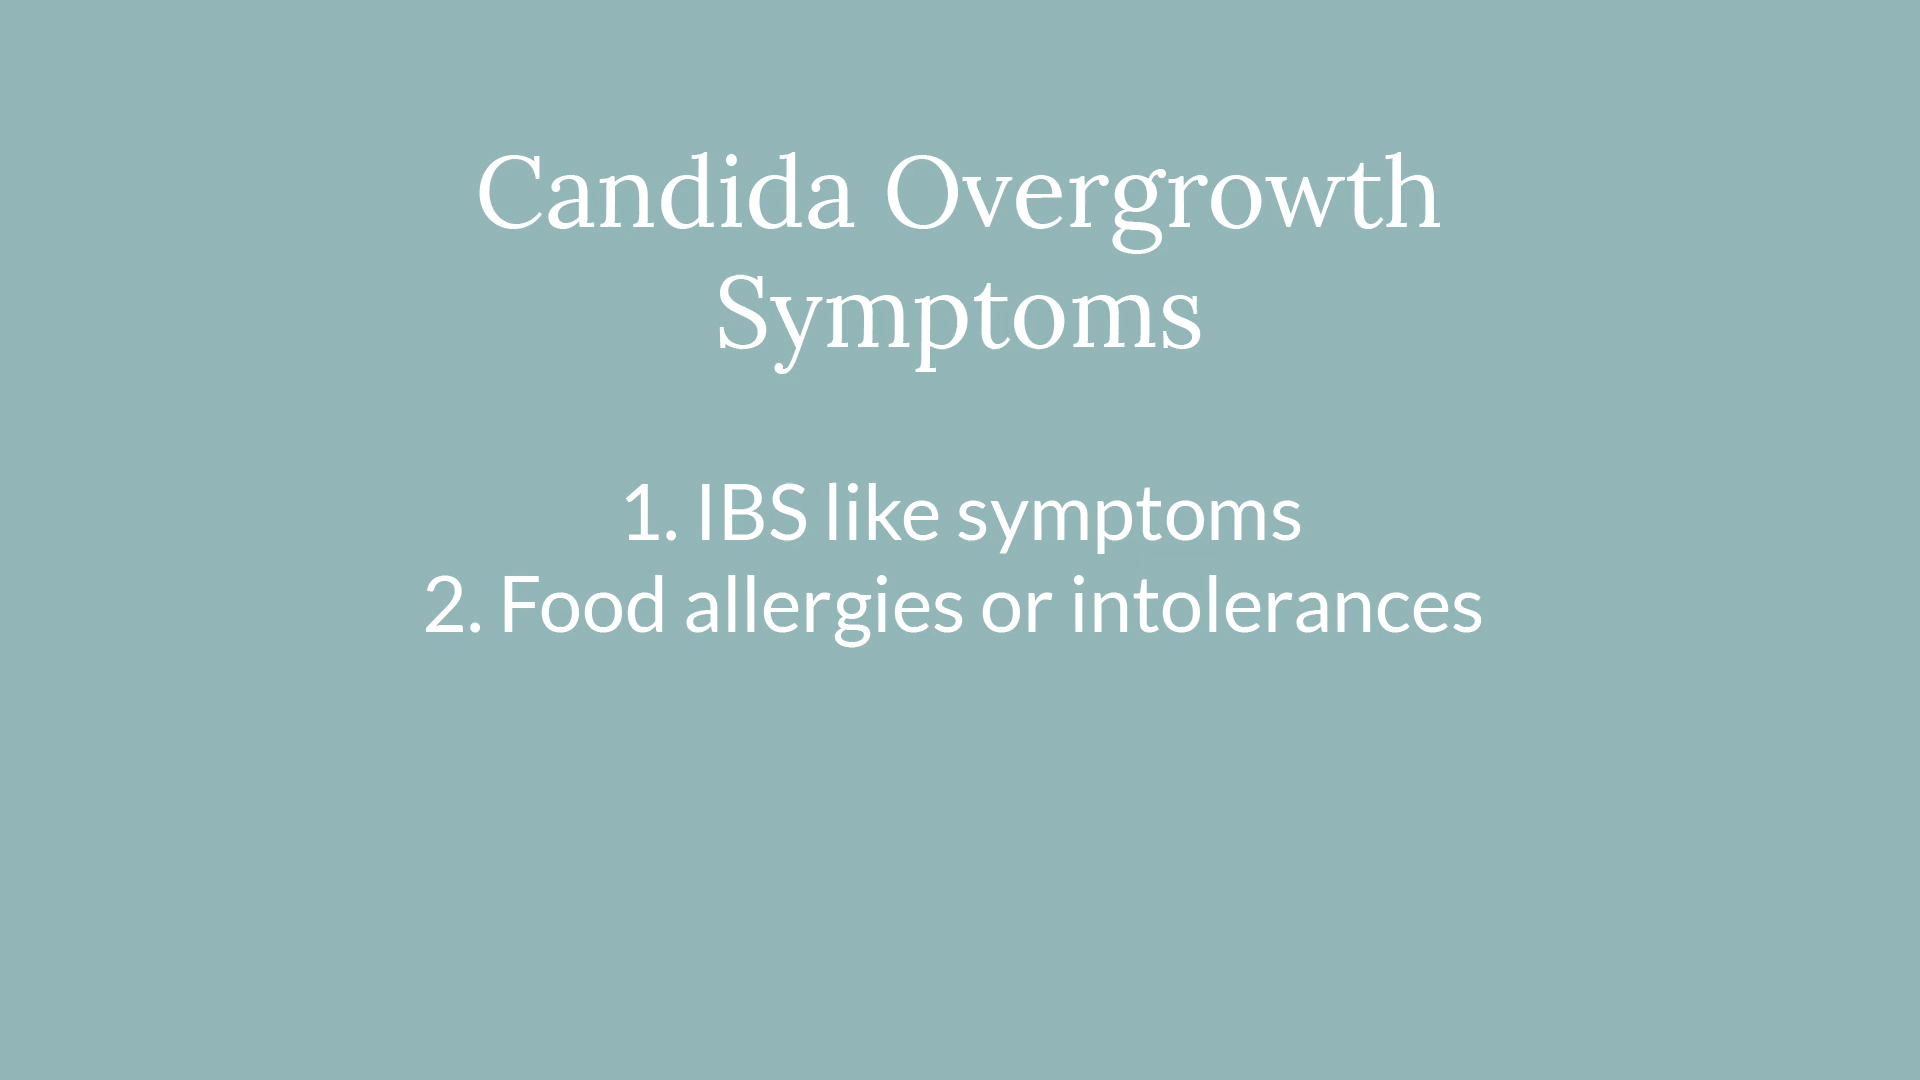 Candida Overgrowth
Symptoms
1. IBS like symptoms
2. Food allergies or intolerances